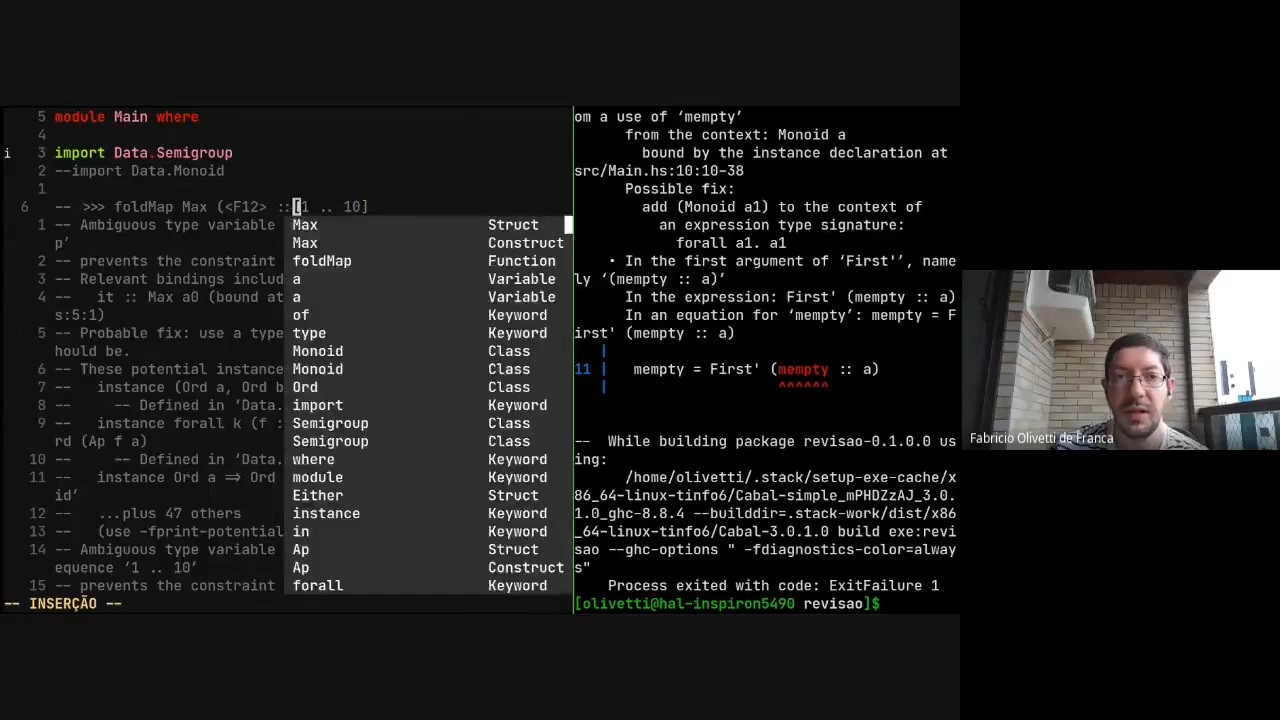 5 module Main where
4
i 3 import Data.Semigroup
2 --import Data.Monoid
1
6 -- >>> foldMap Max (<F12> ::[1 .. 10]
1 -- Ambiguous type variable
p’
2 -- prevents the constraint
3 -- Relevant bindings includ
4 -- it :: Max a0 (bound at
s:5:1)
5 -- Probable fix: use a type
hould be.
6 -- These potential instance
7 -- instance (Ord a, Ord b
8 -- -- Defined in ‘Data.
9 -- instance forall k (f :
rd (Ap f a)
10 -- -- Defined in ‘Data.
11 -- instance Ord a => Ord
id’
12 -- ...plus 47 others
13 -- (use -fprint-potential
14 -- Ambiguous type variable
equence ‘1 .. 10’
15 -- prevents the constraint
-- INSERÇÃO --
Max Struct
Max Construct
foldMap Function
a Variable
a Variable
of Keyword
type Keyword
Monoid Class
Monoid Class
Ord Class
import Keyword
Semigroup Class
Semigroup Class
where Keyword
module Keyword
Either Struct
instance Keyword
in Keyword
Ap Struct
Ap Construct
forall Keyword
om a use of ‘mempty’
from the context: Monoid a
bound by the instance declaration at
src/Main.hs:10:10-38
Possible fix:
add (Monoid a1) to the context of
an expression type signature:
forall a1. a1
• In the first argument of ‘First'’, name
ly ‘(mempty :: a)’
In the expression: First' (mempty :: a)
In an equation for ‘mempty’: mempty = F
irst' (mempty :: a)
|
11 | mempty = First' (mempty :: a)
| ^^^^^^
-- While building package revisao-0.1.0.0 us
ing:
/home/olivetti/.stack/setup-exe-cache/x
86_64-linux-tinfo6/Cabal-simple_mPHDZzAJ_3.0.
1.0_ghc-8.8.4 --builddir=.stack-work/dist/x86
_64-linux-tinfo6/Cabal-3.0.1.0 build exe:revi
sao --ghc-options " -fdiagnostics-color=alway
s"
Process exited with code: ExitFailure 1
[olivetti@hal-inspiron5490 revisao]$
Fabricio Olivetti de Franca